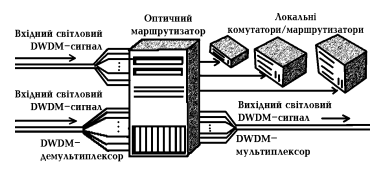 Вхідний світловий
DWDM-сигнал
Оптичний
маршрутизатор
Локальні
комутатори/маршрутизатори
Вхідний світловий
DWDM-сигнал
DWDM-
демультиплексор
Вихідний світловий
DWDM-сигнал
DWDM-
мультиплексор